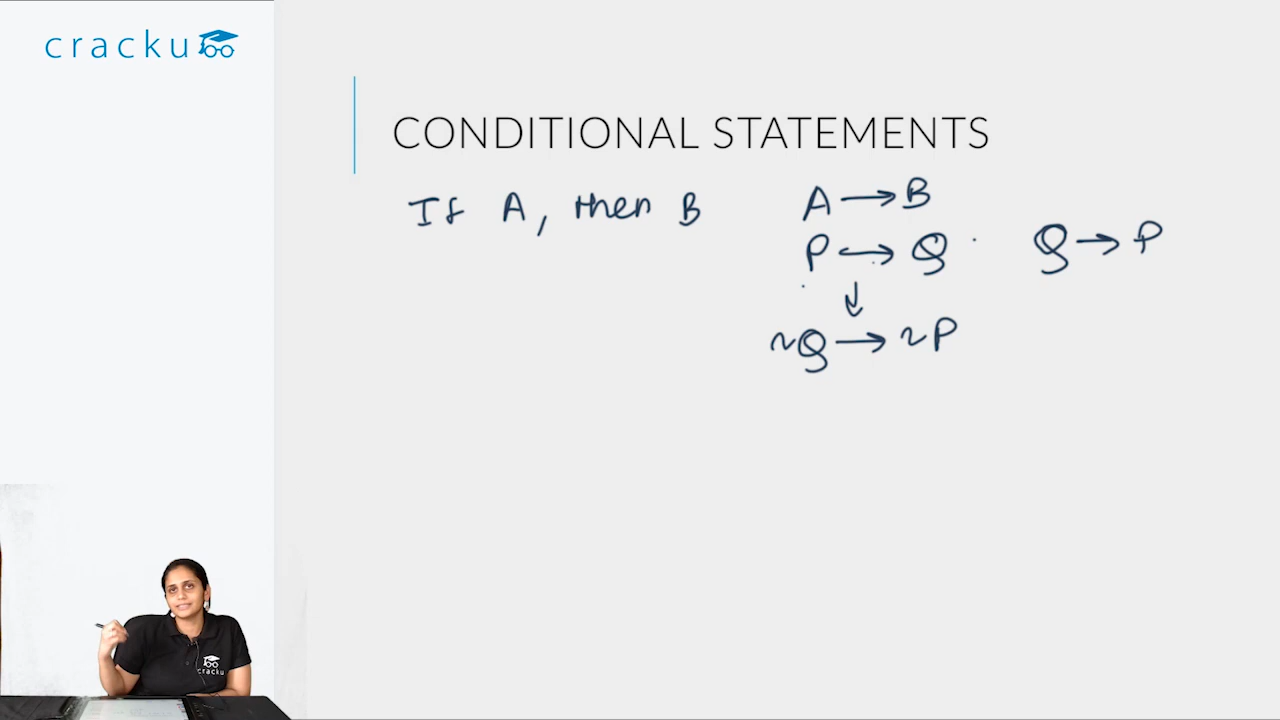 cracku
CONDITIONAL STATEMENTS
If A, then B
A → B
P ↔ Q
Q → P
↓
~Q → ~P
cracku